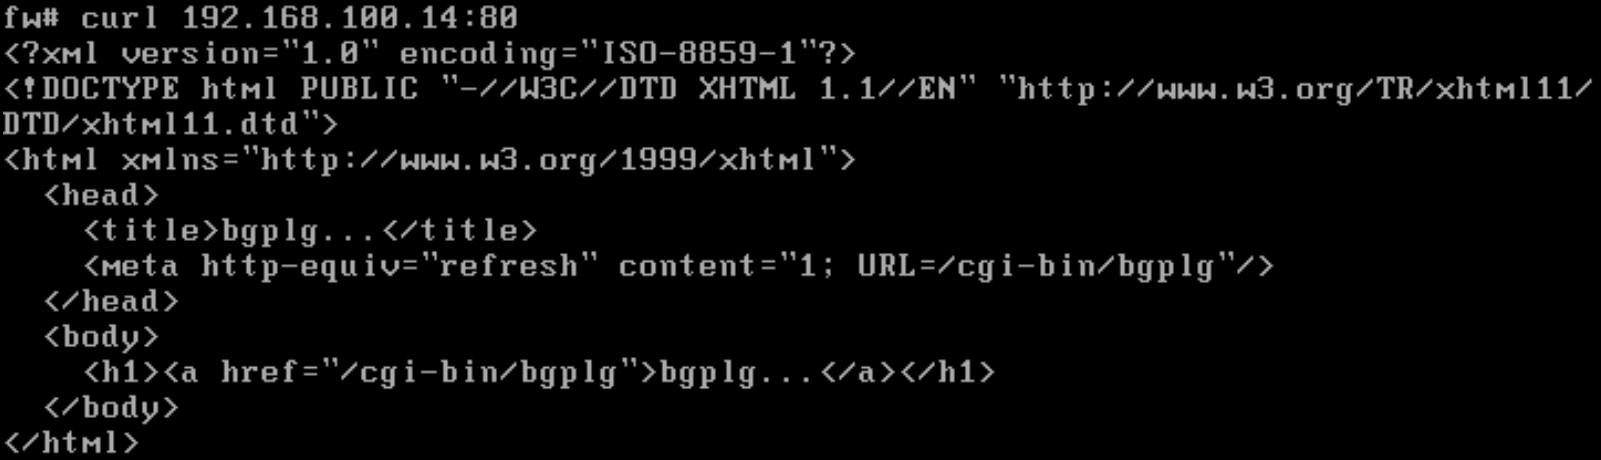 fw# curl 192.168.100.14:80
<?xml version="1.0" encoding="ISO-8859-1"?>
<!DOCTYPE html PUBLIC "-//W3C//DTD XHTML 1.1//EN" "http://www.w3.org/TR/xhtml11/
DTD/xhtml11.dtd">
<html xmlns="http://www.w3.org/1999/xhtml">
  <head>
    <title>bgplg...</title>
    <meta http-equiv="refresh" content="1; URL=/cgi-bin/bgplg"/>
  </head>
  <body>
    <h1><a href="/cgi-bin/bgplg">bgplg...</a></h1>
  </body>
</html>